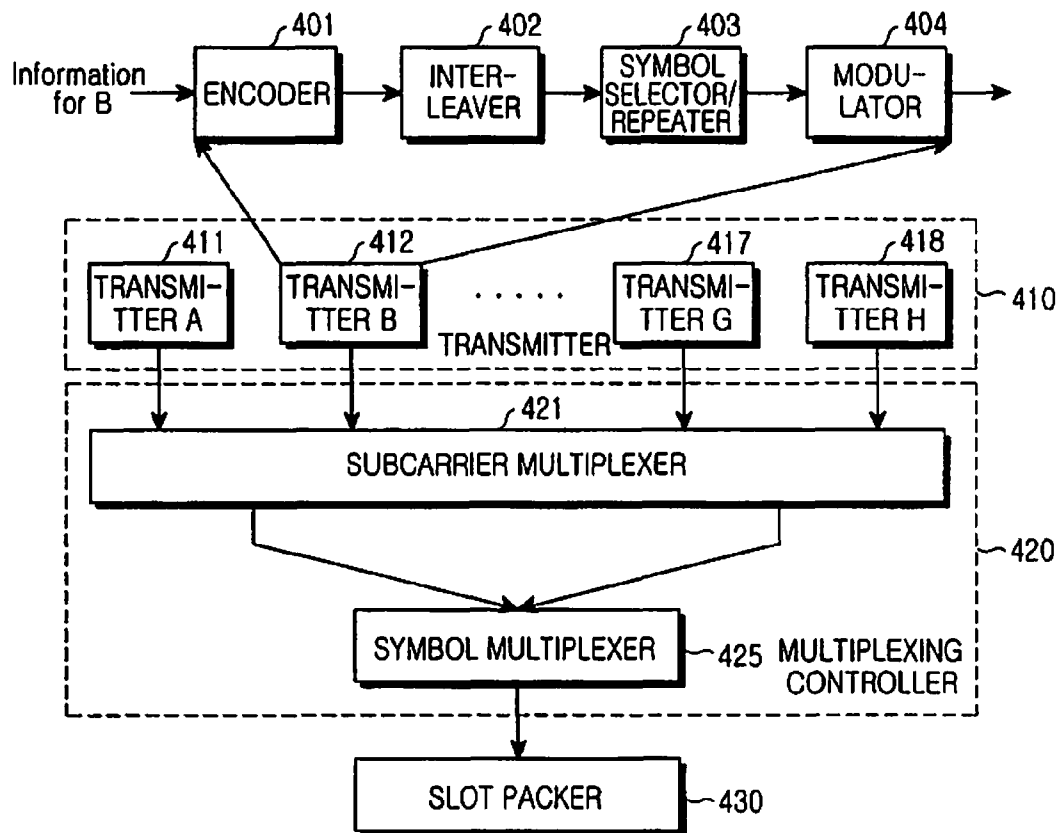 401
402
403
404
Information
for B
ENCODER
INTER-
LEAVER
SYMBOL
SELECTOR/
REPEATER
MODU-
LATOR
411
412
417
418
TRANSMI-
TTER A
TRANSMI-
TTER B
. . . . .
TRANSMI-
TTER G
TRANSMI-
TTER H
410
TRANSMITTER
421
SUBCARRIER MULTIPLEXER
420
SYMBOL MULTIPLEXER
425
MULTIPLEXING
CONTROLLER
SLOT PACKER
430